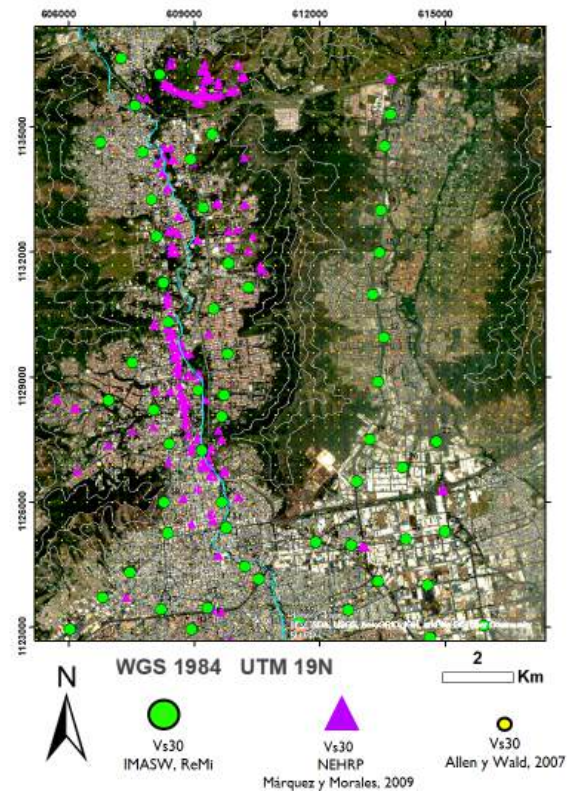 606000 609000 612000 615000
1135000
1132000
1129000
1126000
1123000
WGS 1984 UTM 19N
2
Km
N
Vs30
IMASW, ReMi
Vs30
NEHRP
Márquez y Morales, 2009
Vs30
Allen y Wald, 2007